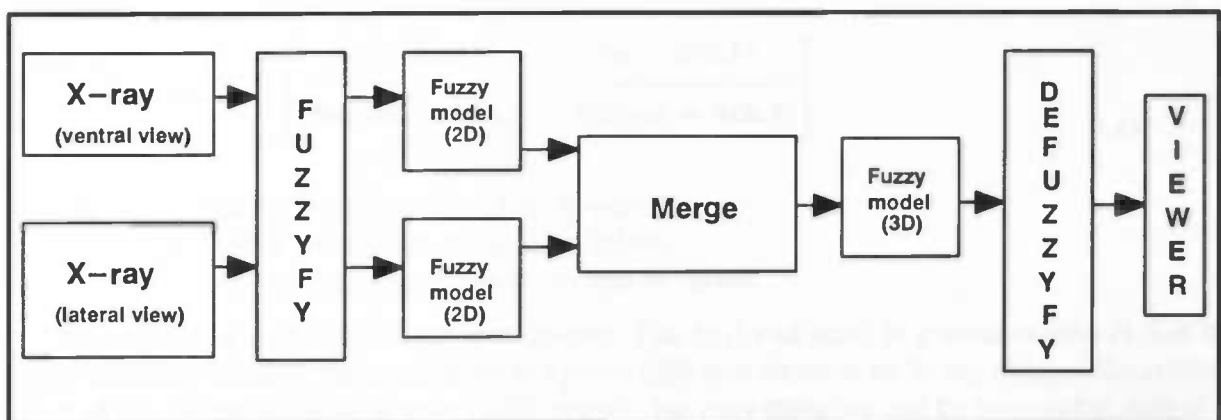 X-ray
(ventral view)
X-ray
(lateral view)
FUZZYFY
Fuzzy
model
(2D)
Fuzzy
model
(2D)
Merge
Fuzzy
model
(3D)
DEFUZZYFY
VIEWER